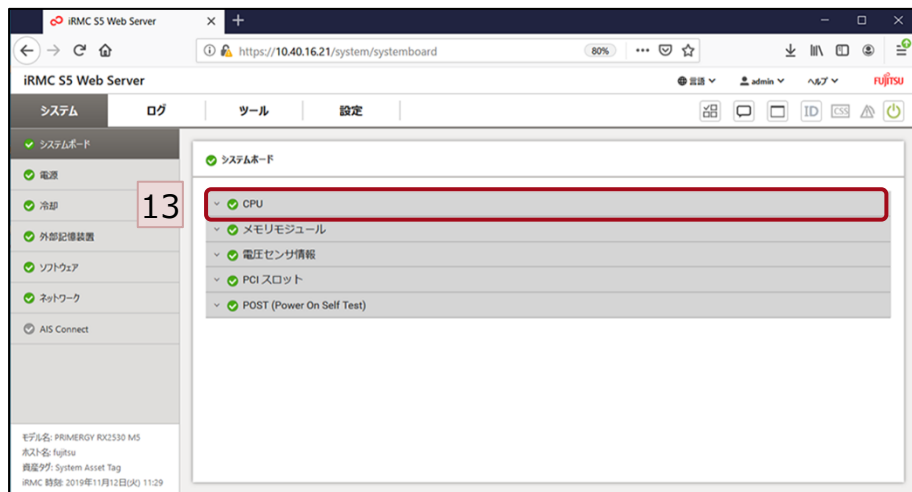 iRMC S5 Web Server
https://10.40.16.21/system/systemboard
80%
iRMC S5 Web Server
言語
admin
ヘルプ
FUJITSU
システム
ログ
ツール
設定
ID
CSS
システムボード
電源
冷却
外部記憶装置
ソフトウェア
ネットワーク
AIS Connect
13
システムボード
CPU
メモリモジュール
電圧センサ情報
PCI スロット
POST (Power On Self Test)
モデル名: PRIMERGY RX2530 M5
ホスト名: fujitsu
資産タグ: System Asset Tag
iRMC 時刻: 2019年11月12日(火) 11:29